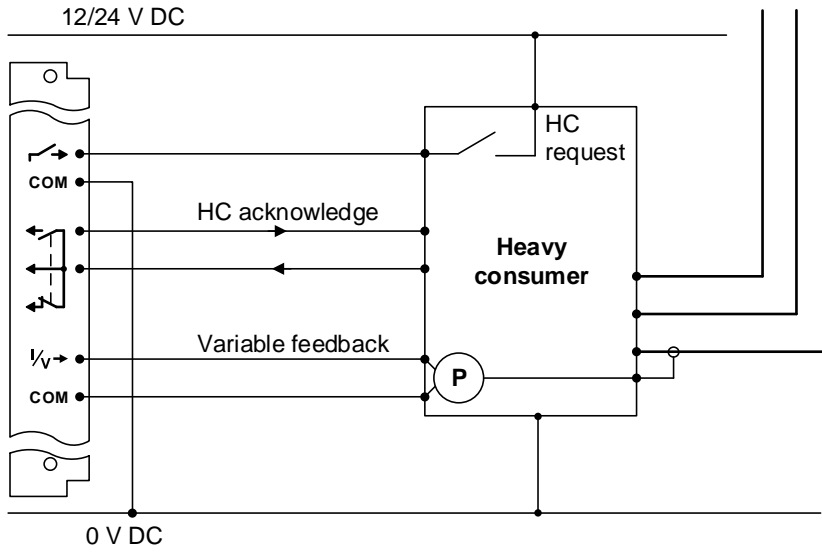 12/24 V DC
HC
request
COM
HC acknowledge
Heavy
consumer
Variable feedback
I/V
P
COM
0 V DC